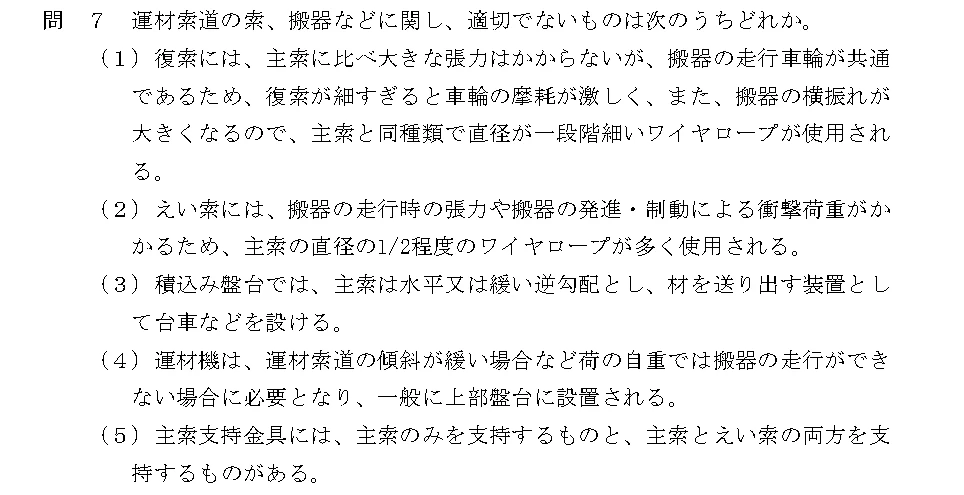 問　７　運材索道の索、搬器などに関し、適切でないものは次のうちどれか。
（１）復索には、主索に比べ大きな張力はかからないが、搬器の走行車輪が共通
であるため、復索が細すぎると車輪の摩耗が激しく、また、搬器の横振れが
大きくなるので、主索と同種類で直径が一段階細いワイヤロープが使用され
る。
（２）えい索には、搬器の走行時の張力や搬器の発進・制動による衝撃荷重がか
かるため、主索の直径の1/2程度のワイヤロープが多く使用される。
（３）積込み盤台では、主索は水平又は緩い逆勾配とし、材を送り出す装置とし
て台車などを設ける。
（４）運材機は、運材索道の傾斜が緩い場合など荷の自重では搬器の走行ができ
ない場合に必要となり、一般に上部盤台に設置される。
（５）主索支持金具には、主索のみを支持するものと、主索とえい索の両方を支
持するものがある。